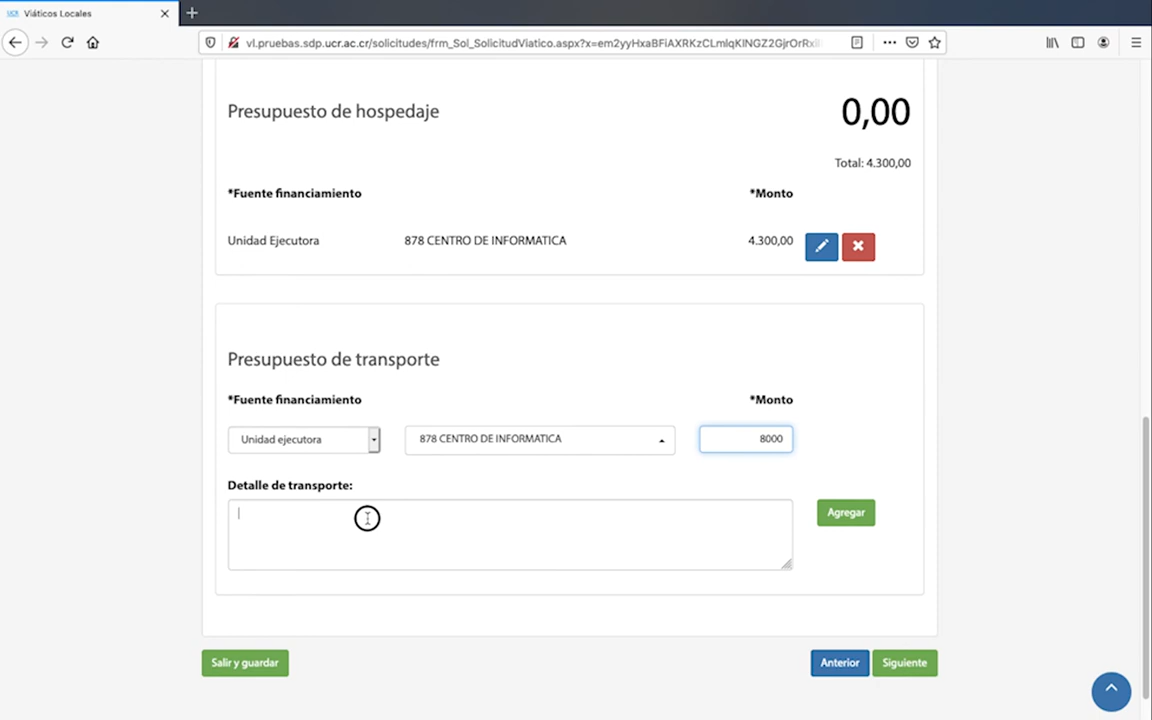 UCR Viáticos Locales
vl.pruebas.sdp.ucr.ac.cr/solicitudes/frm_Sol_SolicitudViatico.aspx?x=
Presupuesto de hospedaje
0,00
Total: 4.300,00
*Fuente financiamiento *Monto
Unidad Ejecutora 878 CENTRO DE INFORMATICA 4.300,00
Presupuesto de transporte
*Fuente financiamiento *Monto
Unidad ejecutora 878 CENTRO DE INFORMATICA 8000
Detalle de transporte:
Agregar
Salir y guardar Anterior Siguiente